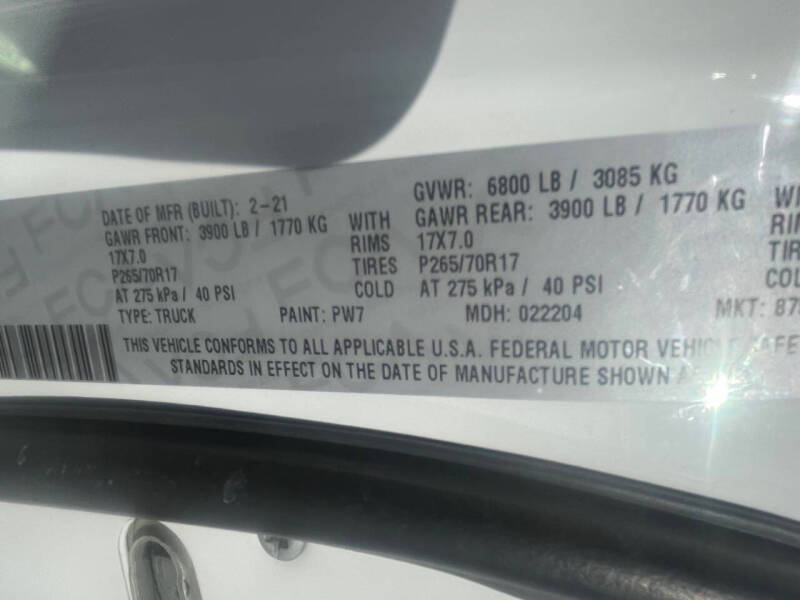 DATE OF MFR (BUILT): 2-21 GVWR: 6800 LB / 3085 KG
GAWR FRONT: 3900 LB / 1770 KG WITH GAWR REAR: 3900 LB / 1770 KG
17X7.0 RIMS 17X7.0
P265/70R17 TIRES P265/70R17
AT 275 kPa / 40 PSI COLD AT 275 kPa / 40 PSI
TYPE: TRUCK PAINT: PW7 MDH: 022204 MKT:
THIS VEHICLE CONFORMS TO ALL APPLICABLE U.S.A. FEDERAL MOTOR VEHICLE
STANDARDS IN EFFECT ON THE DATE OF MANUFACTURE SHOWN